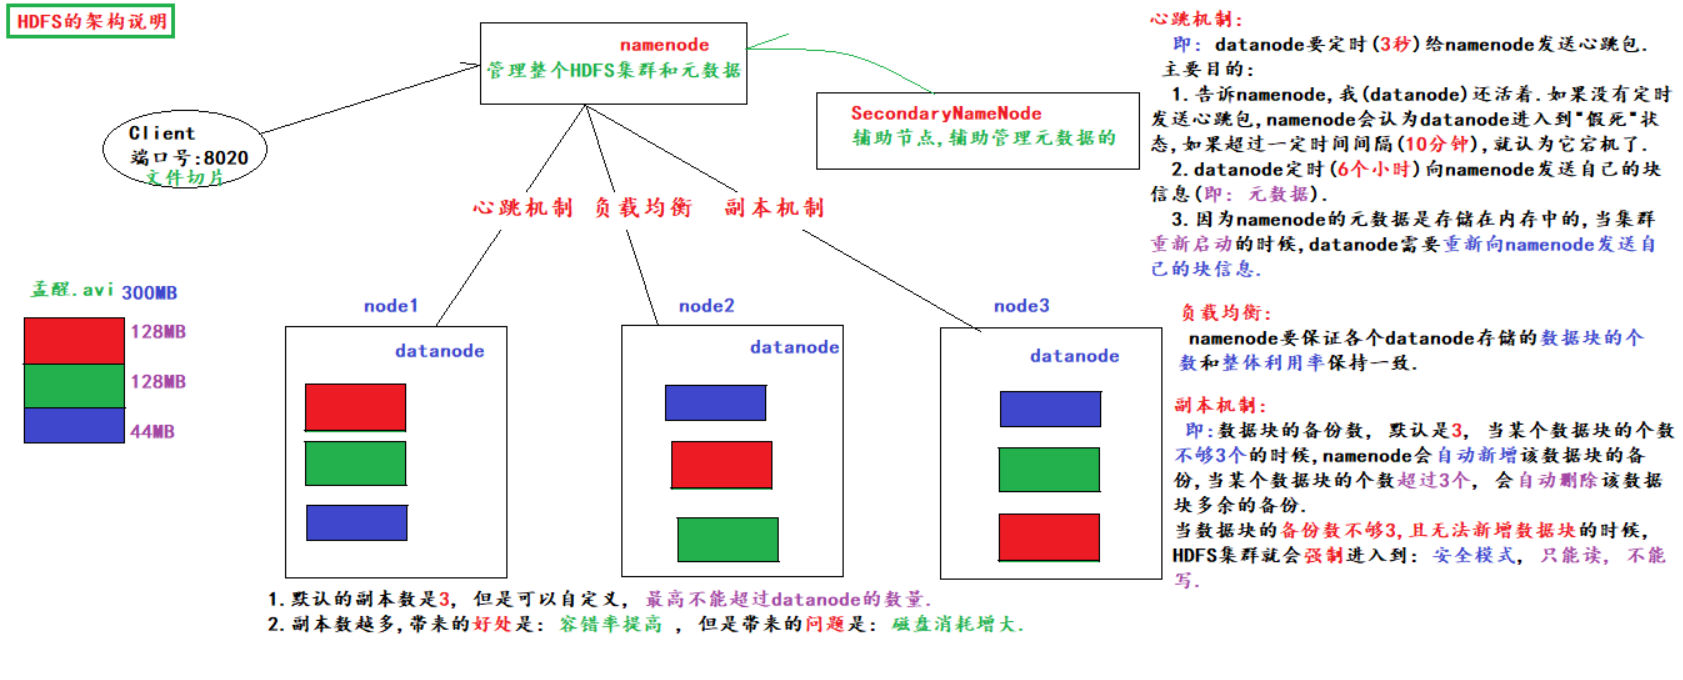 HDFS的架构说明
namenode
管理整个HDFS集群和元数据
SecondaryNameNode
辅助节点,辅助管理元数据的
Client
端口号:8020
文件切片
心跳机制 负载均衡 副本机制
孟醒.avi 300MB
128MB
128MB
44MB
node1
datanode
node2
datanode
node3
datanode
1.默认的副本数是3, 但是可以自定义, 最高不能超过datanode的数量.
2.副本数越多,带来的好处是: 容错率提高 , 但是带来的问题是: 磁盘消耗增大.
心跳机制:
即: datanode要定时(3秒)给namenode发送心跳包.
主要目的:
1.告诉namenode,我(datanode)还活着.如果没有定时
发送心跳包,namenode会认为datanode进入到"假死"状
态,如果超过一定时间间隔(10分钟),就认为它宕机了.
2.datanode定时(6个小时)向namenode发送自己的块
信息(即: 元数据).
3.因为namenode的元数据是存储在内存中的,当集群
重新启动的时候,datanode需要重新向namenode发送自
己的块信息.
负载均衡:
namenode要保证各个datanode存储的数据块的个
数和整体利用率保持一致.
副本机制:
即:数据块的备份数, 默认是3, 当某个数据块的个数
不够3个的时候,namenode会自动新增该数据块的备
份,当某个数据块的个数超过3个, 会自动删除该数据
块多余的备份.
当数据块的备份数不够3,且无法新增数据块的时候,
HDFS集群就会强制进入到: 安全模式, 只能读, 不能
写.